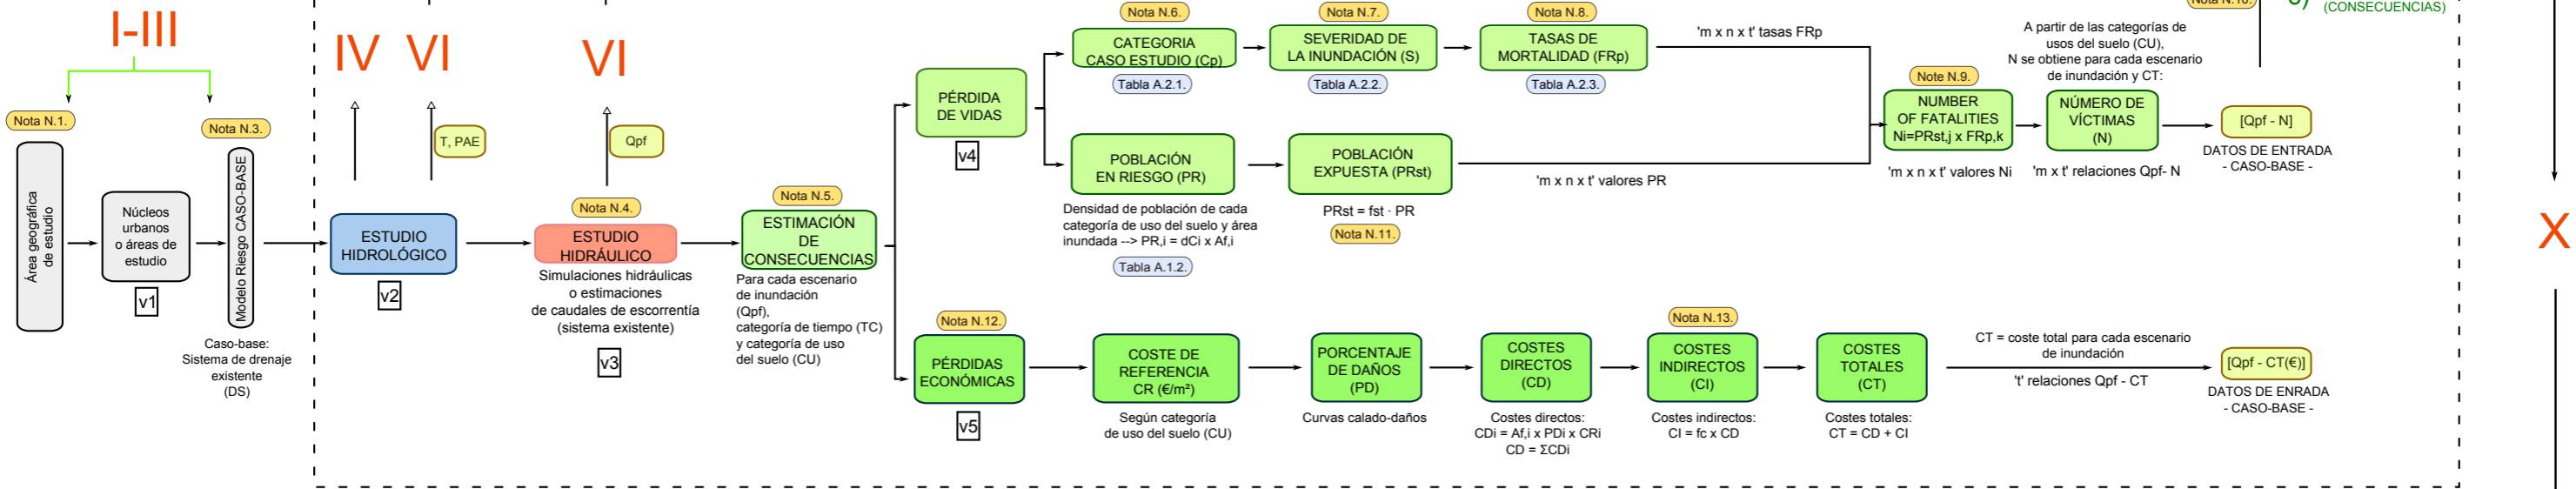 I-III
Nota N.1.
Área geográfica
de estudio
Núcleos
urbanos
o áreas de
estudio
v1
Nota N.3.
Modelo Riesgo CASO-BASE
Caso-base:
Sistema de drenaje
existente
(DS)
IV
VI
T, PAE
ESTUDIO
HIDROLÓGICO
v2
VI
Qpf
Nota N.4.
ESTUDIO
HIDRÁULICO
Simulaciones hidráulicas
o estimaciones
de caudales de escorrentía
(sistema existente)
v3
Nota N.5.
ESTIMACIÓN
DE
CONSECUENCIAS
Para cada escenario
de inundación
(Qpf),
categoría de tiempo (TC)
y categoría de uso
del suelo (CU)
PÉRDIDA
DE VIDAS
v4
Nota N.6.
CATEGORIA
CASO ESTUDIO (Cp)
Tabla A.2.1.
Nota N.7.
SEVERIDAD DE
LA INUNDACIÓN (S)
Tabla A.2.2.
Nota N.8.
TASAS DE
MORTALIDAD (FRp)
Tabla A.2.3.
'm x n x t' tasas FRp
POBLACIÓN
EN RIESGO (PR)
Densidad de población de cada
categoría de uso del suelo y área
inundada --> PR,i = dCi x Af,i
Tabla A.1.2.
POBLACIÓN
EXPUESTA (PRst)
PRst = fst · PR
Nota N.11.
'm x n x t' valores PR
Note N.9.
NUMBER
OF FATALITIES
Ni=PRst,j x FRp,k
'm x n x t' valores Ni
A partir de las categorías de
usos del suelo (CU),
N se obtiene para cada escenario
de inundación y CT:
NÚMERO DE
VÍCTIMAS
(N)
'm x t' relaciones Qpf- N
[Qpf - N]
DATOS DE ENTRADA
- CASO-BASE -
Nota N.10.
(CONSECUENCIAS)
X
Nota N.12.
PÉRDIDAS
ECONÓMICAS
v5
COSTE DE
REFERENCIA
CR (€/m²)
Según categoría
de uso del suelo (CU)
PORCENTAJE
DE DAÑOS
(PD)
Curvas calado-daños
COSTES
DIRECTOS
(CD)
Costes directos:
CDi = Af,i x PDi x CRi
CD = ΣCDi
Nota N.13.
COSTES
INDIRECTOS
(CI)
Costes indirectos:
CI = fc x CD
COSTES
TOTALES
(CT)
Costes totales:
CT = CD + CI
CT = coste total para cada escenario
de inundación
't' relaciones Qpf - CT
[Qpf - CT(€)]
DATOS DE ENRADA
- CASO-BASE -